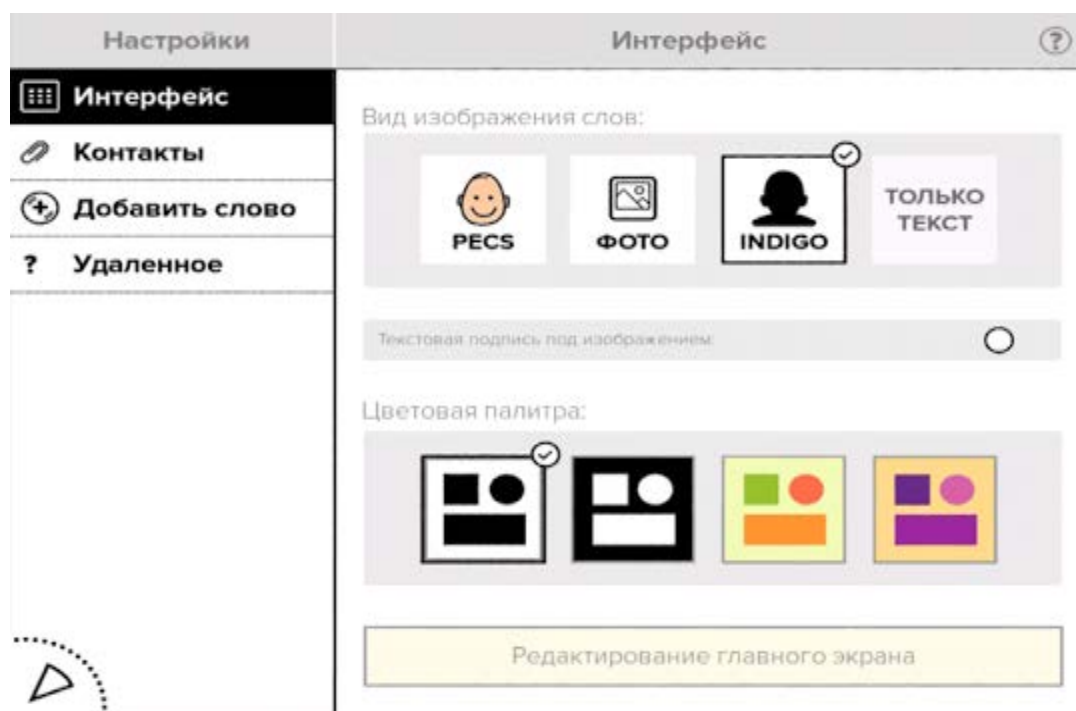 Настройки
Интерфейс
?
Интерфейс
Контакты
Добавить слово
? Удаленное
Вид изображения слов:
PECS
ФОТО
INDIGO
ТОЛЬКО
ТЕКСТ
Текстовая подпись под изображением:
Цветовая палитра:
Редактирование главного экрана